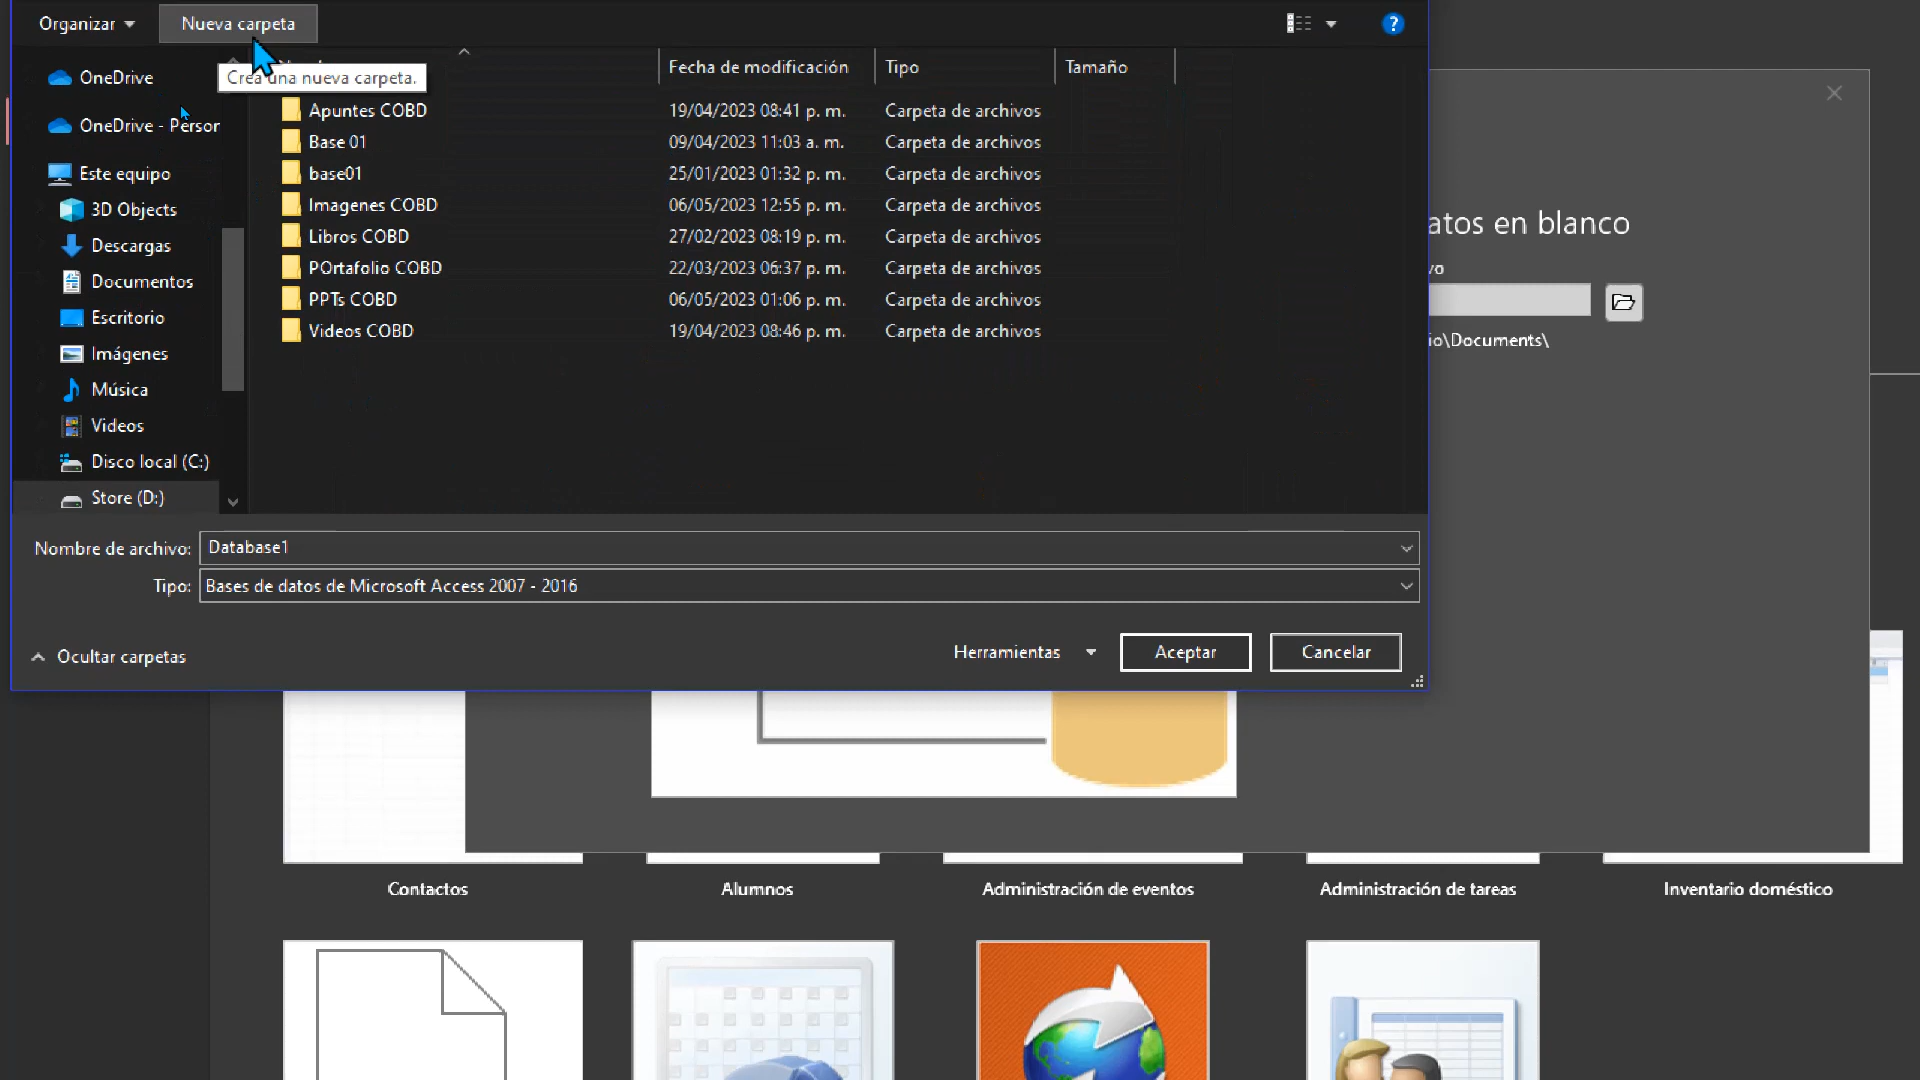 Organizar
Nueva carpeta
?
Crea una nueva carpeta.
Fecha de modificación
Tipo
Tamaño
OneDrive
OneDrive - Person
Este equipo
3D Objects
Descargas
Documentos
Escritorio
Imágenes
Música
Videos
Disco local (C:)
Store (D:)
Apuntes COBD 19/04/2023 08:41 p. m. Carpeta de archivos
Base 01 09/04/2023 11:03 a. m. Carpeta de archivos
base01 25/01/2023 01:32 p. m. Carpeta de archivos
Imagenes COBD 06/05/2023 12:55 p. m. Carpeta de archivos
Libros COBD 27/02/2023 08:19 p. m. Carpeta de archivos
POrtafolio COBD 22/03/2023 06:37 p. m. Carpeta de archivos
PPTs COBD 06/05/2023 01:06 p. m. Carpeta de archivos
Videos COBD 19/04/2023 08:46 p. m. Carpeta de archivos
atos en blanco
vo
io\Documents\
Nombre de archivo: Database1
Tipo: Bases de datos de Microsoft Access 2007 - 2016
Ocultar carpetas
Herramientas
Aceptar
Cancelar
Contactos
Alumnos
Administración de eventos
Administración de tareas
Inventario doméstico